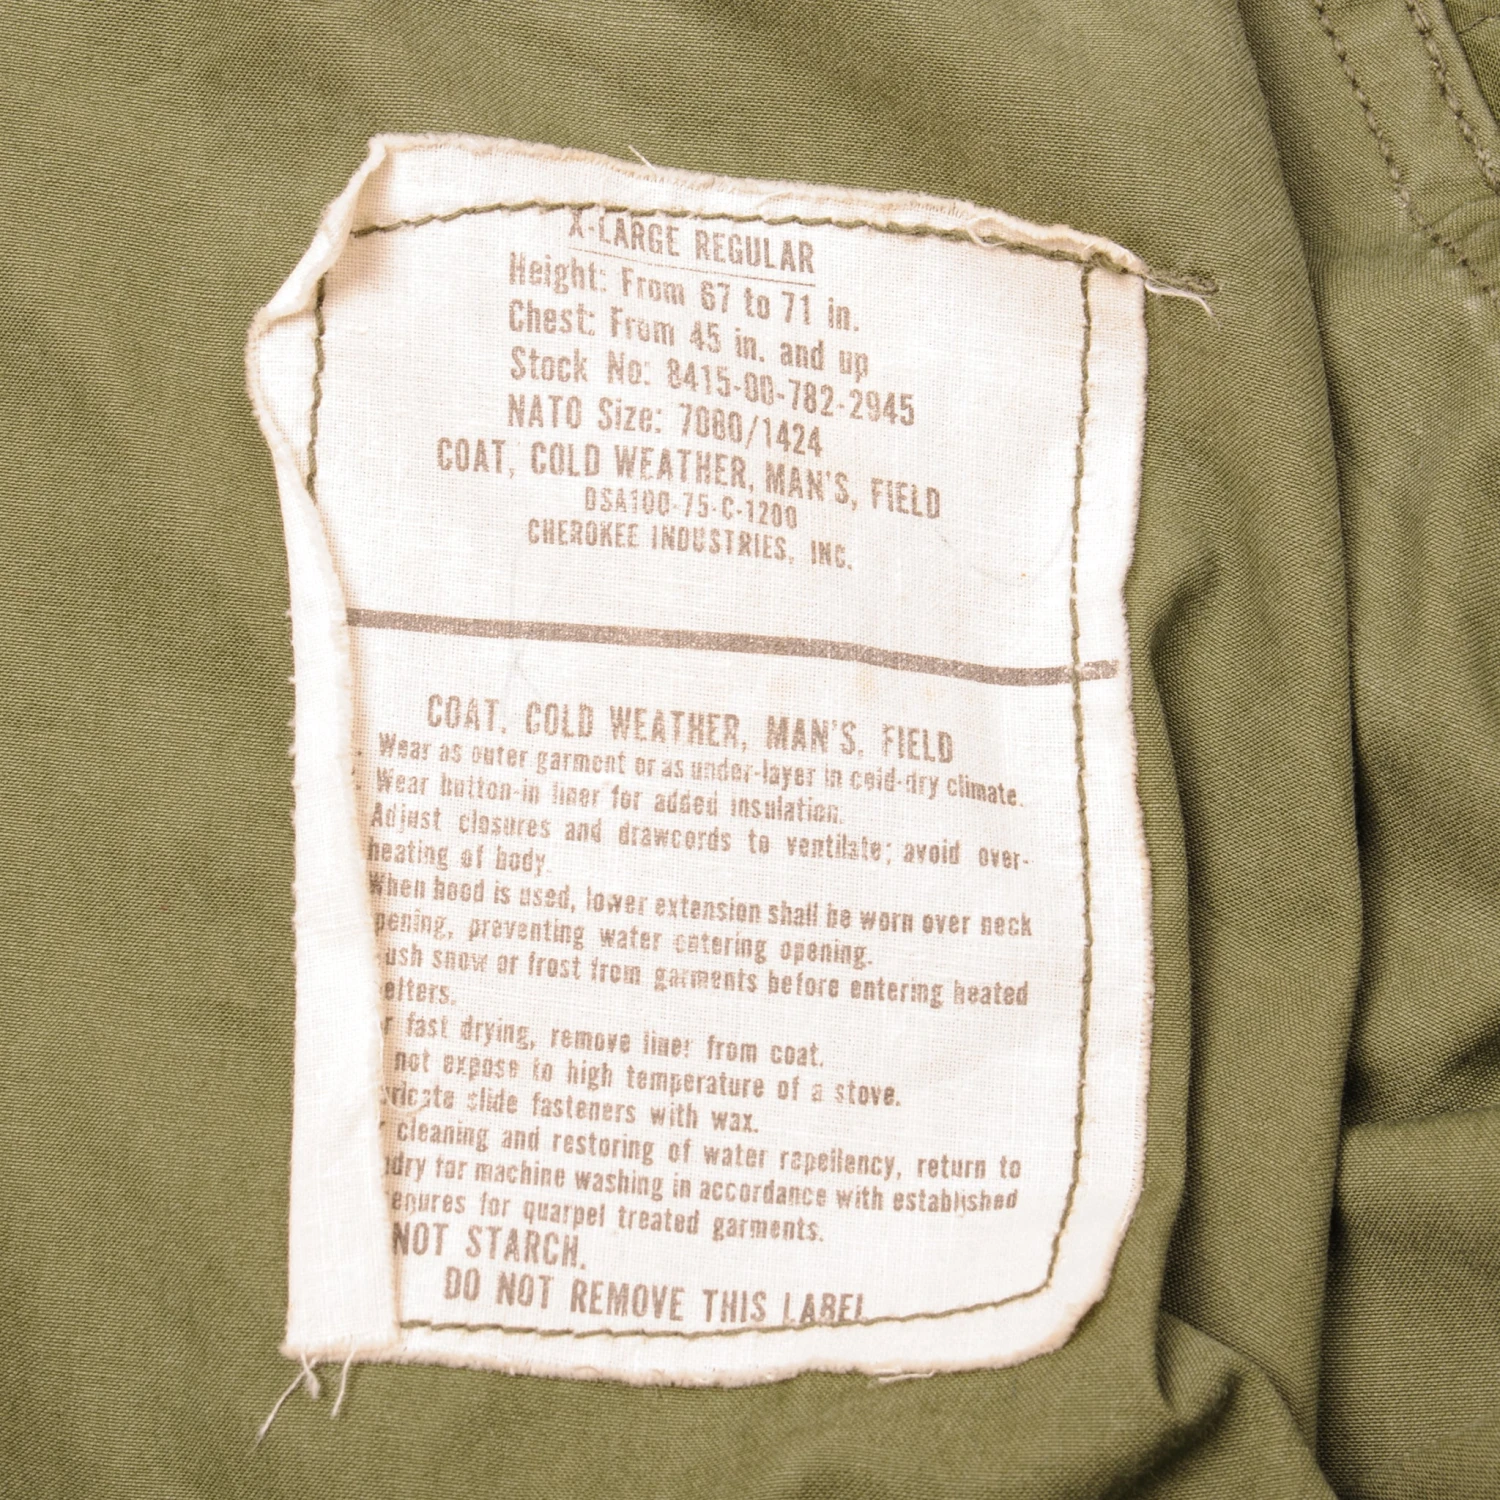 X-LARGE REGULAR
Height: From 67 to 71 in.
Chest: From 45 in. and up
Stock No: 8415-00-782-2945
NATO Size: 7080/1424
COAT, COLD WEATHER, MAN'S, FIELD
DSA100-75-C-1200
CHEROKEE INDUSTRIES, INC.
COAT, COLD WEATHER, MAN'S, FIELD
Wear as outer garment or as under-layer in cold-dry climate.
Wear button-in liner for added insulation.
Adjust closures and drawcords to ventilate; avoid over-
heating of body.
When hood is used, lower extension shall be worn over neck
pening, preventing water entering opening.
ush snow or frost from garments before entering heated
elters.
r fast drying, remove liner from coat.
not expose to high temperature of a stove.
ricate slide fasteners with wax.
r cleaning and restoring of water repellency, return to
ndry for machine washing in accordance with established
enures for quarpel treated garments.
NOT STARCH.
DO NOT REMOVE THIS LABEL